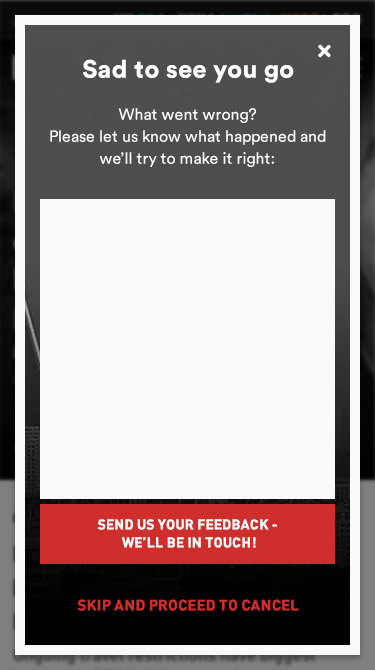 Sad to see you go
What went wrong?
Please let us know what happened and
we'll try to make it right:
SEND US YOUR FEEDBACK -
WE'LL BE IN TOUCH!
SKIP AND PROCEED TO CANCEL